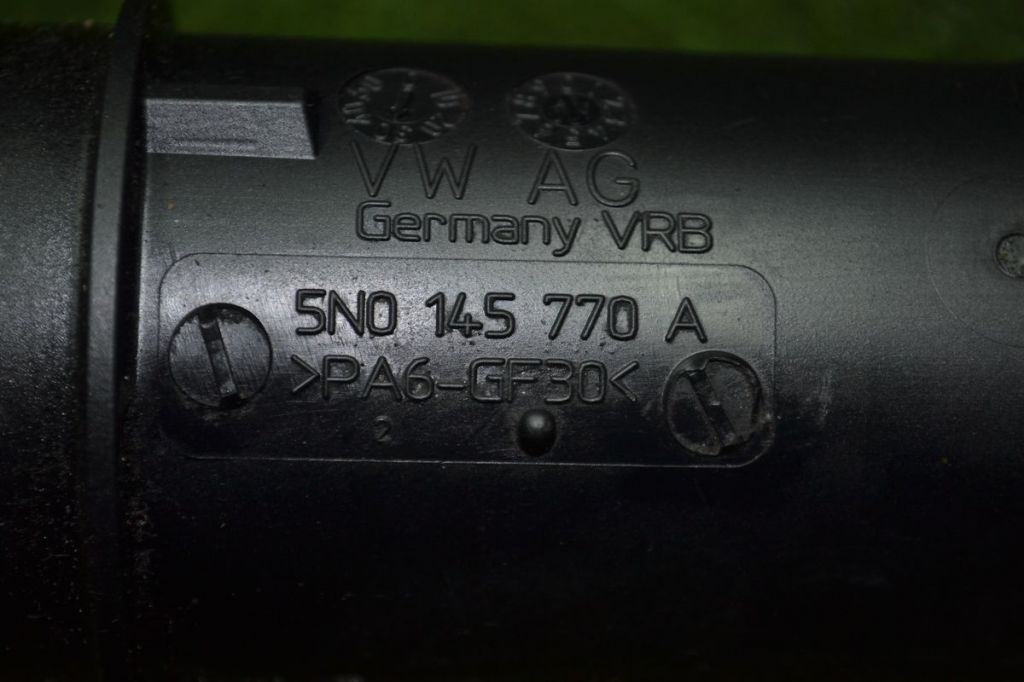 VW AG
Germany VRB
5N0 145 770 A
>PA6-GF30<
2